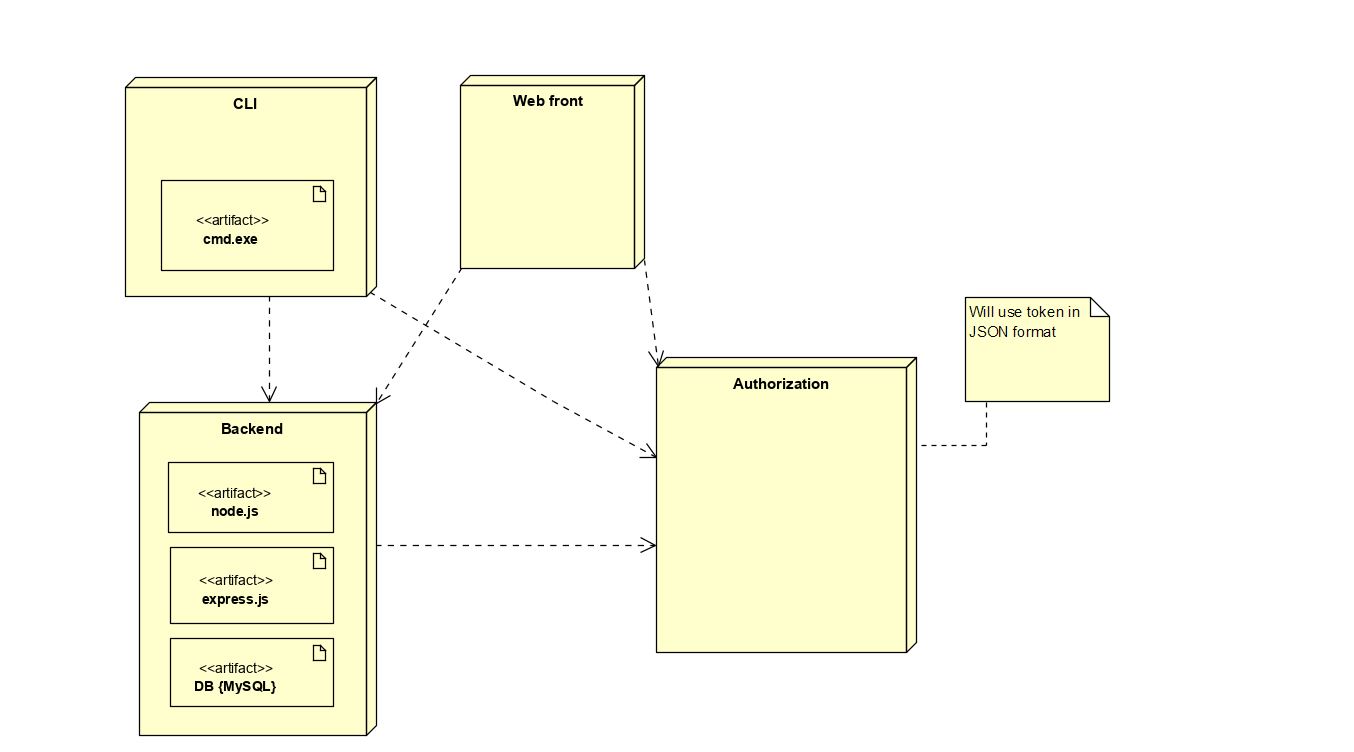 CLI
<<artifact>>
cmd.exe
Web front
Will use token in
JSON format
Authorization
Backend
<<artifact>>
node.js
<<artifact>>
express.js
<<artifact>>
DB {MySQL}